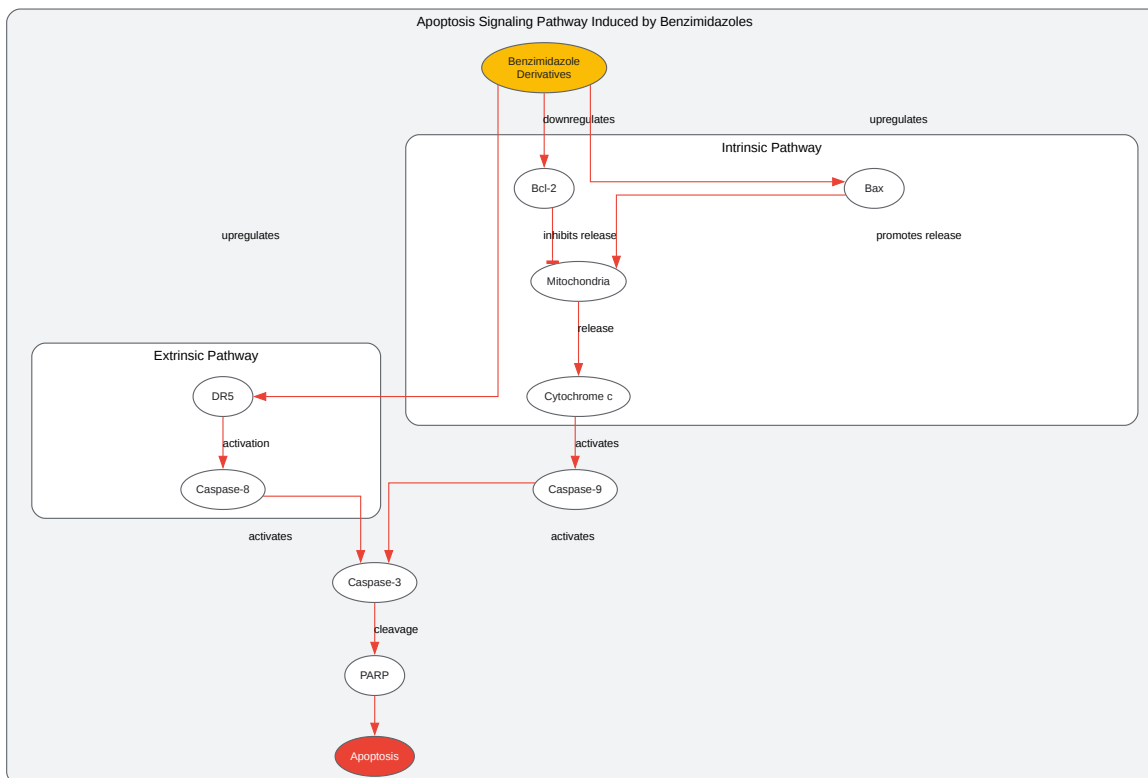 Apoptosis Signaling Pathway Induced by Benzimidazoles
Benzimidazole
Derivatives
downregulates
upregulates
Intrinsic Pathway
Bcl-2
Bax
upregulates
inhibits release
promotes release
Mitochondria
release
Extrinsic Pathway
DR5
Cytochrome c
activation
activates
Caspase-8
Caspase-9
activates
activates
Caspase-3
cleavage
PARP
Apoptosis